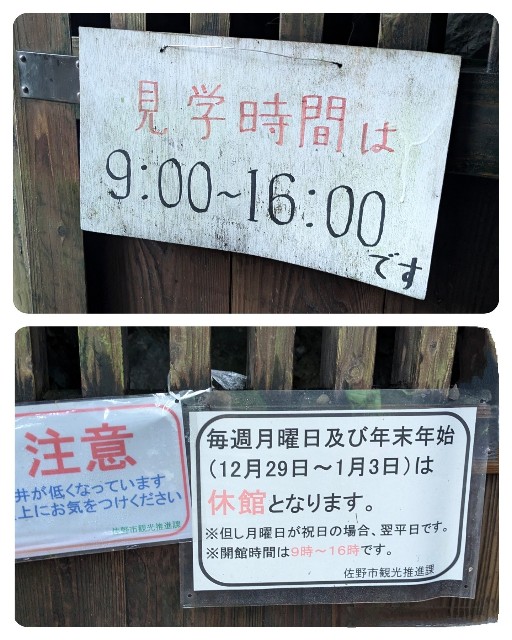 見学時間は
9:00~16:00
です
注意
井が低くなっています
上にお気をつけください
佐野市観光推進課
毎週月曜日及び年末年始
(12月29日～1月3日)は
休館となります。
※但し月曜日が祝日の場合、翌平日です。
※開館時間は9時～16時です。
佐野市観光推進課